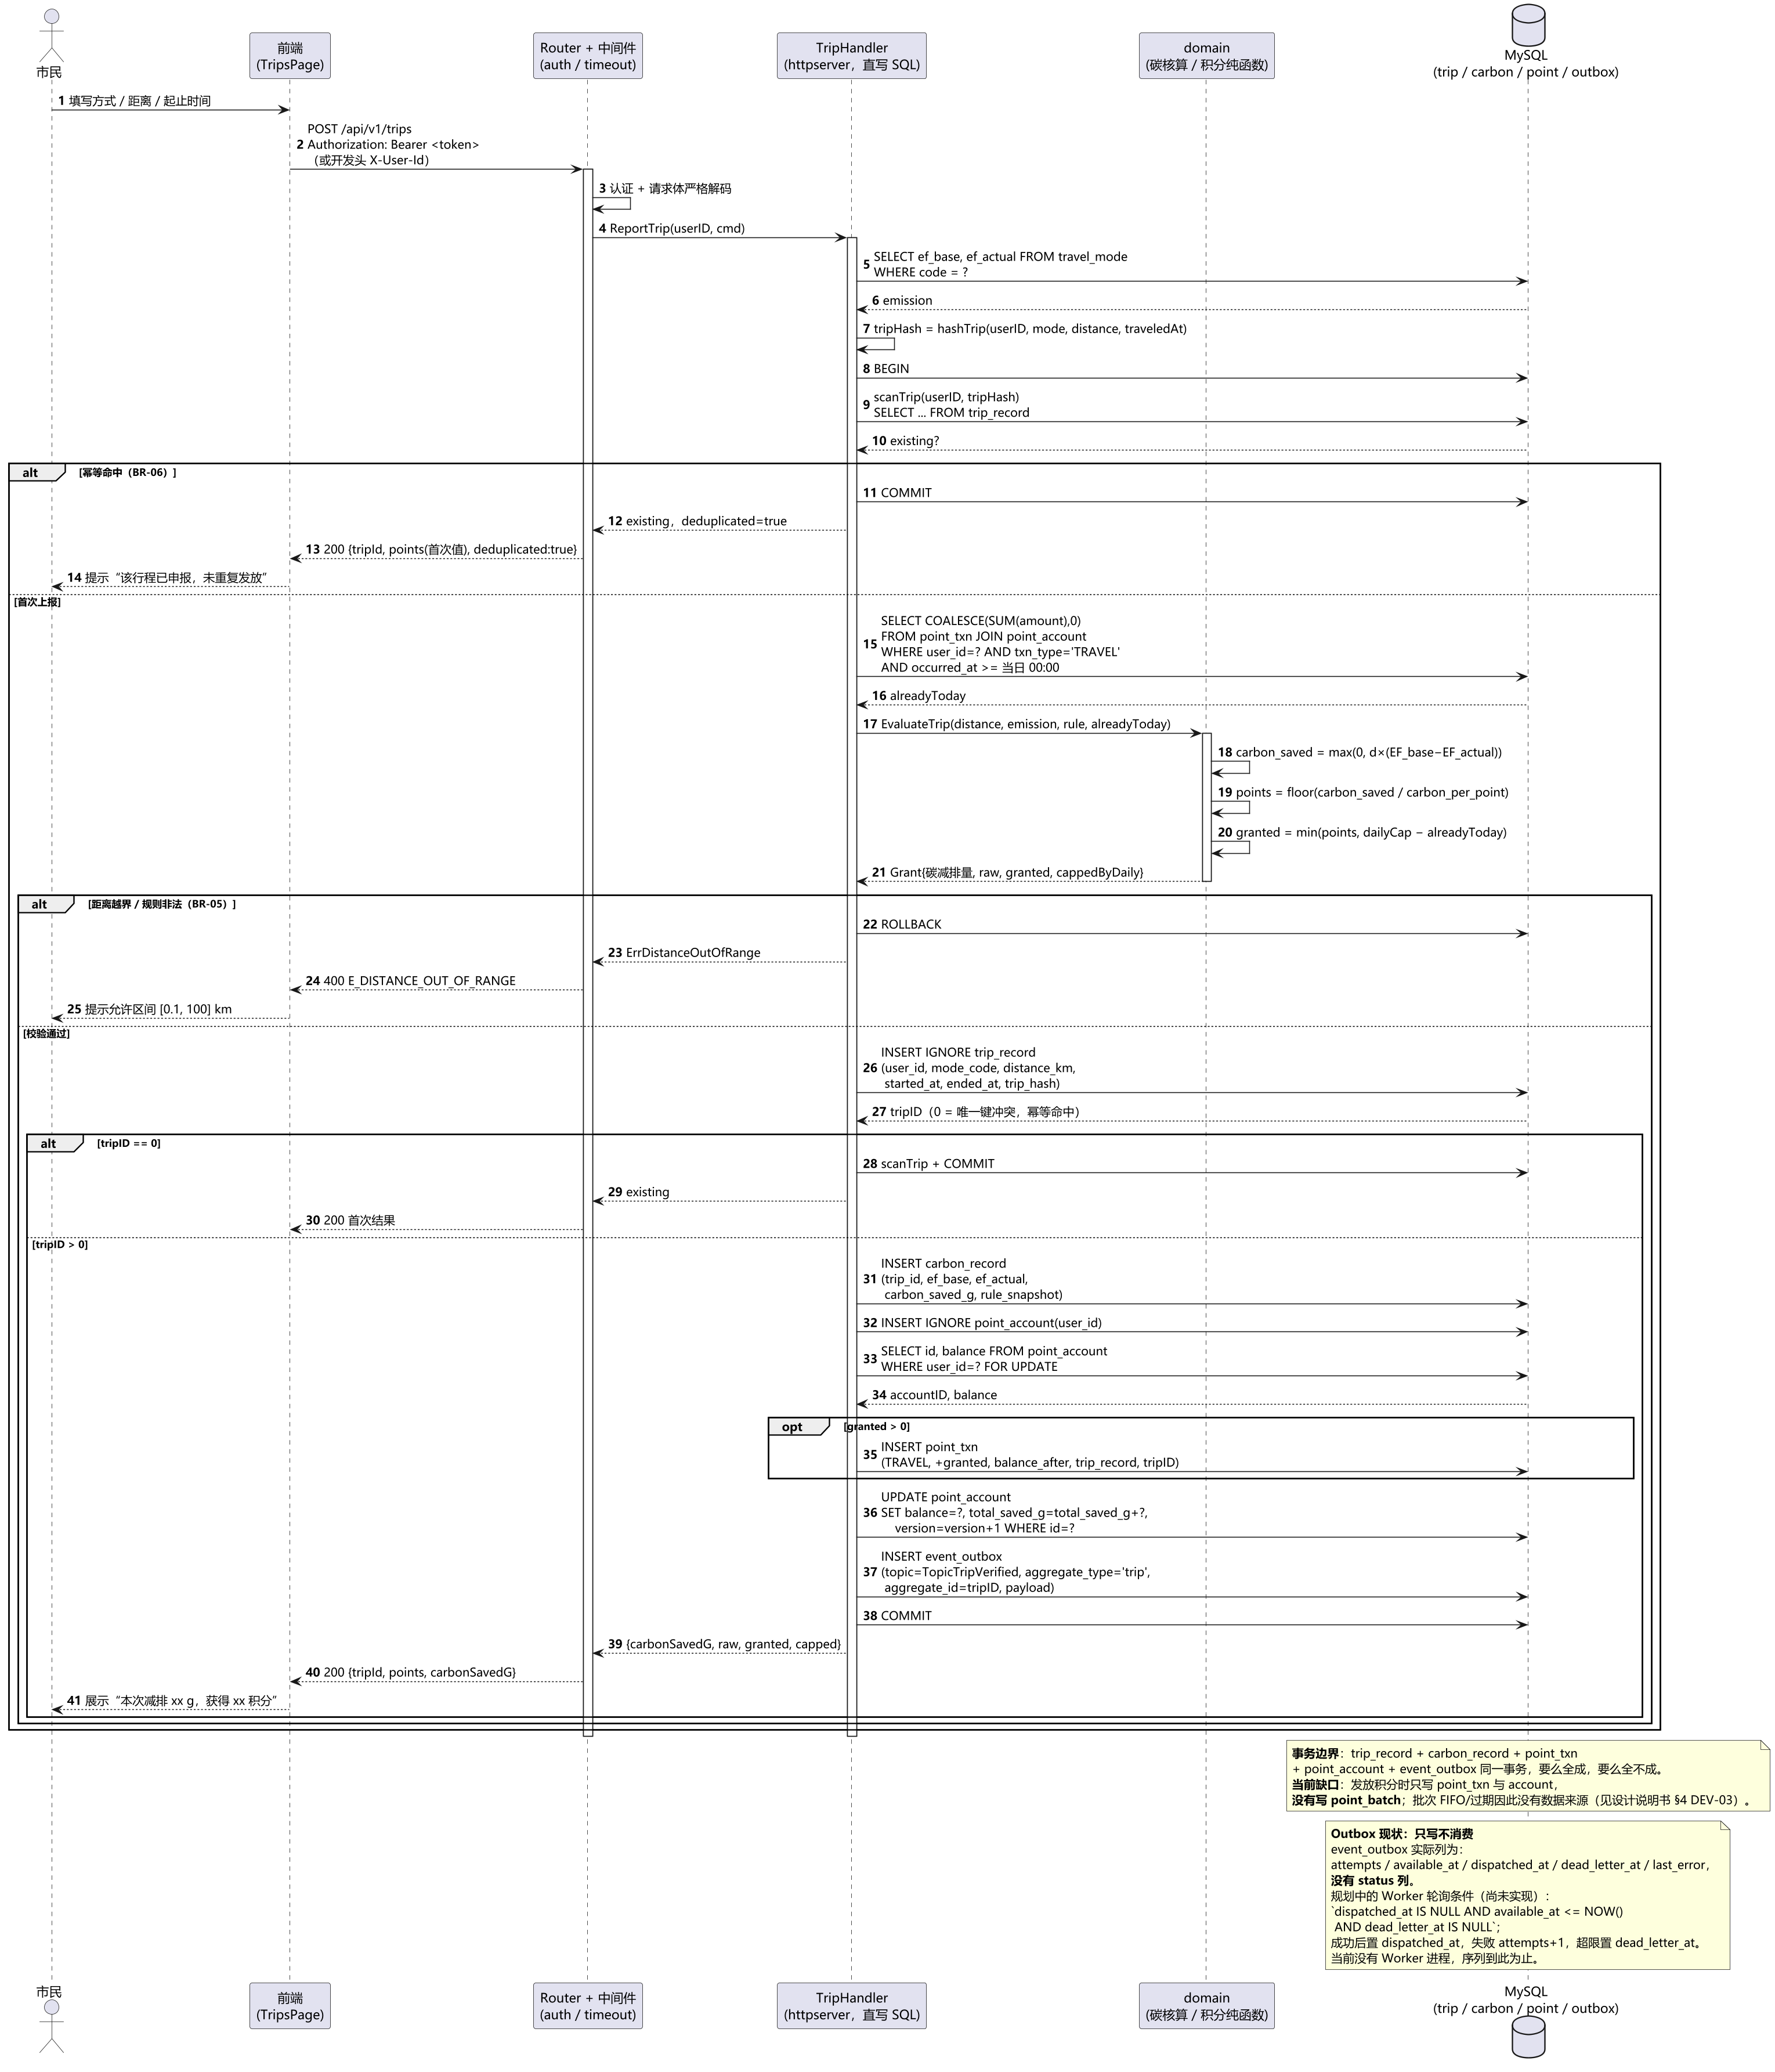 市民
前端
(TripsPage)
Router + 中间件
(auth / timeout)
TripHandler
(httpserver，直写 SQL)
domain
(碳核算 / 积分纯函数)
MySQL
(trip / carbon / point / outbox)
1 填写方式 / 距离 / 起止时间
2 POST /api/v1/trips
Authorization: Bearer <token>
（或开发头 X-User-Id）
3 认证 + 请求体严格解码
4 ReportTrip(userID, cmd)
5 SELECT ef_base, ef_actual FROM travel_mode
WHERE code = ?
6 emission
7 tripHash = hashTrip(userID, mode, distance, traveledAt)
8 BEGIN
9 scanTrip(userID, tripHash)
SELECT ... FROM trip_record
10 existing?
alt [幂等命中（BR-06）]
11 COMMIT
12 existing，deduplicated=true
13 200 {tripId, points(首次值), deduplicated:true}
14 提示“该行程已申报，未重复发放”
[首次上报]
15 SELECT COALESCE(SUM(amount),0)
FROM point_txn JOIN point_account
WHERE user_id=? AND txn_type='TRAVEL'
AND occurred_at >= 当日 00:00
16 alreadyToday
17 EvaluateTrip(distance, emission, rule, alreadyToday)
18 carbon_saved = max(0, d×(EF_base−EF_actual))
19 points = floor(carbon_saved / carbon_per_point)
20 granted = min(points, dailyCap − alreadyToday)
21 Grant{碳减排量, raw, granted, cappedByDaily}
alt [距离越界 / 规则非法（BR-05）]
22 ROLLBACK
23 ErrDistanceOutOfRange
24 400 E_DISTANCE_OUT_OF_RANGE
25 提示允许区间 [0.1, 100] km
[校验通过]
26 INSERT IGNORE trip_record
(user_id, mode_code, distance_km,
started_at, ended_at, trip_hash)
27 tripID（0 = 唯一键冲突，幂等命中）
alt [tripID == 0]
28 scanTrip + COMMIT
29 existing
30 200 首次结果
[tripID > 0]
31 INSERT carbon_record
(trip_id, ef_base, ef_actual,
carbon_saved_g, rule_snapshot)
32 INSERT IGNORE point_account(user_id)
33 SELECT id, balance FROM point_account
WHERE user_id=? FOR UPDATE
34 accountID, balance
opt [granted > 0]
35 INSERT point_txn
(TRAVEL, +granted, balance_after, trip_record, tripID)
36 UPDATE point_account
SET balance=?, total_saved_g=total_saved_g+?,
version=version+1 WHERE id=?
37 INSERT event_outbox
(topic=TopicTripVerified, aggregate_type='trip',
aggregate_id=tripID, payload)
38 COMMIT
39 {carbonSavedG, raw, granted, capped}
40 200 {tripId, points, carbonSavedG}
41 展示“本次减排 xx g，获得 xx 积分”
事务边界：trip_record + carbon_record + point_txn
+ point_account + event_outbox 同一事务，要么全成，要么全不成。
当前缺口：发放积分时只写 point_txn 与 account，
没有写 point_batch；批次 FIFO/过期因此没有数据来源（见设计说明书 §4 DEV-03）。
Outbox 现状：只写不消费
event_outbox 实际列为：
attempts / available_at / dispatched_at / dead_letter_at / last_error，
没有 status 列。
规划中的 Worker 轮询条件（尚未实现）：
`dispatched_at IS NULL AND available_at <= NOW()
AND dead_letter_at IS NULL`；
成功后置 dispatched_at，失败 attempts+1，超限置 dead_letter_at。
当前没有 Worker 进程，序列到此为止。
市民
前端
(TripsPage)
Router + 中间件
(auth / timeout)
TripHandler
(httpserver，直写 SQL)
domain
(碳核算 / 积分纯函数)
MySQL
(trip / carbon / point / outbox)